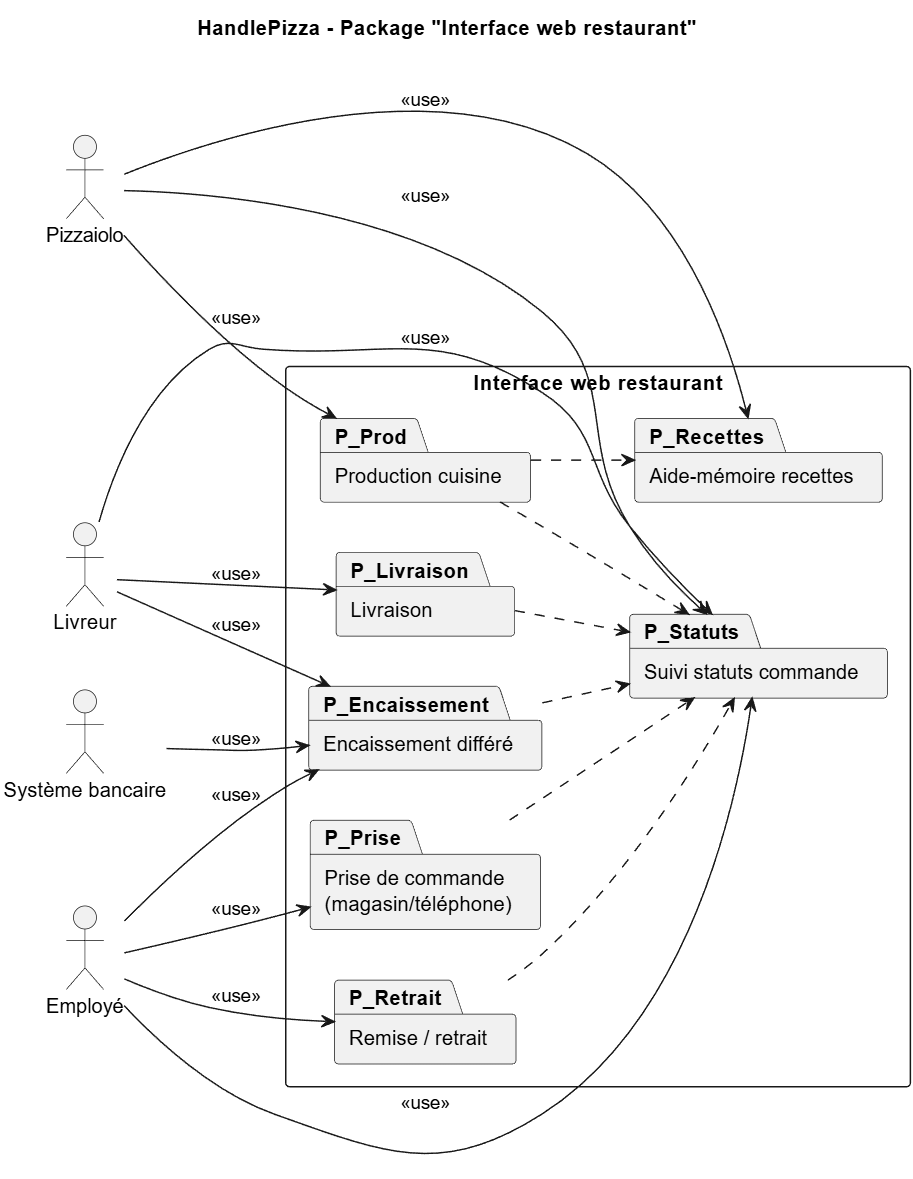 HandlePizza - Package "Interface web restaurant"
«use»
«use»
Pizzaiolo
«use»
«use»
Interface web restaurant
P_Prod
Production cuisine
P_Recettes
Aide-mémoire recettes
«use»
P_Livraison
Livraison
Livreur
«use»
P_Statuts
Suivi statuts commande
P_Encaissement
Encaissement différé
«use»
Système bancaire
«use»
P_Prise
Prise de commande
(magasin/téléphone)
«use»
Employé
«use»
P_Retrait
Remise / retrait
«use»